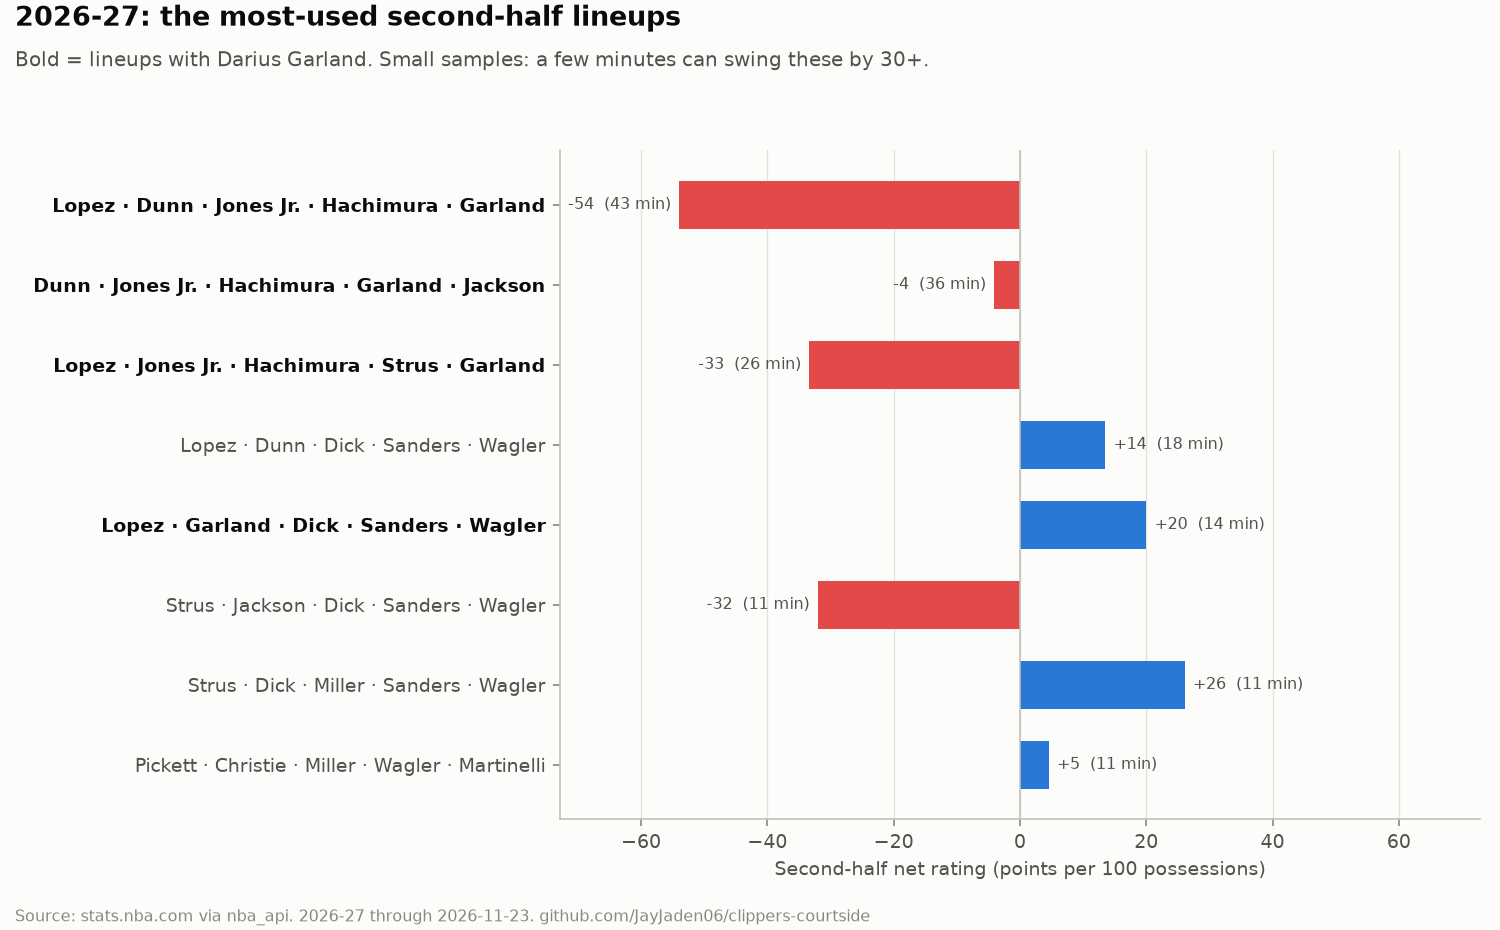 2026-27: the most-used second-half lineups
Bold = lineups with Darius Garland. Small samples: a few minutes can swing these by 30+.
Lopez · Dunn · Jones Jr. · Hachimura · Garland
-54 (43 min)
Dunn · Jones Jr. · Hachimura · Garland · Jackson
-4 (36 min)
Lopez · Jones Jr. · Hachimura · Strus · Garland
-33 (26 min)
Lopez · Dunn · Dick · Sanders · Wagler
+14 (18 min)
Lopez · Garland · Dick · Sanders · Wagler
+20 (14 min)
Strus · Jackson · Dick · Sanders · Wagler
-32 (11 min)
Strus · Dick · Miller · Sanders · Wagler
+26 (11 min)
Pickett · Christie · Miller · Wagler · Martinelli
+5 (11 min)
−60 −40 −20 0 20 40 60
Second-half net rating (points per 100 possessions)
Source: stats.nba.com via nba_api. 2026-27 through 2026-11-23. github.com/JayJaden06/clippers-courtside